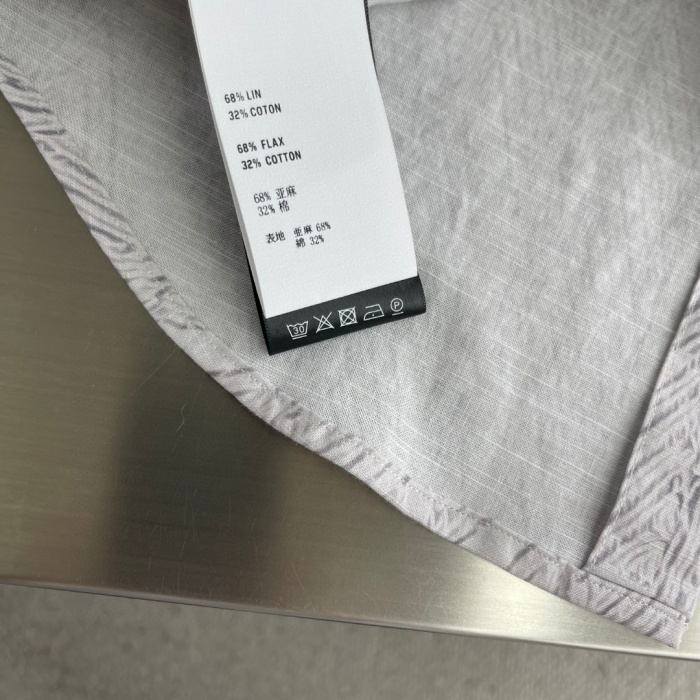 68% LIN
32% COTON
68% FLAX
32% COTTON
68% 亚麻
32% 棉
表地 亜麻 68%
綿 32%
30 P